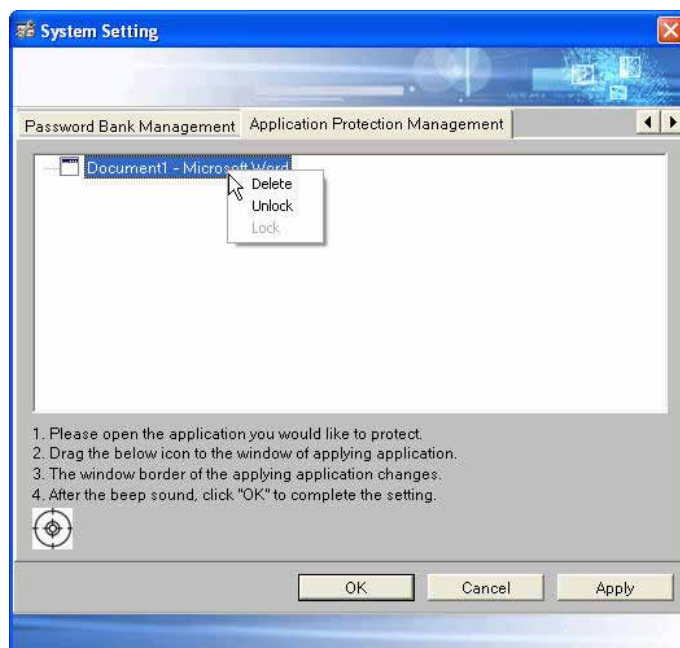 System Setting
Password Bank Management
Application Protection Management
Document1 - Microsoft Word
Delete
Unlock
Lock
1. Please open the application you would like to protect.
2. Drag the below icon to the window of applying application.
3. The window border of the applying application changes.
4. After the beep sound, click "OK" to complete the setting.
OK
Cancel
Apply